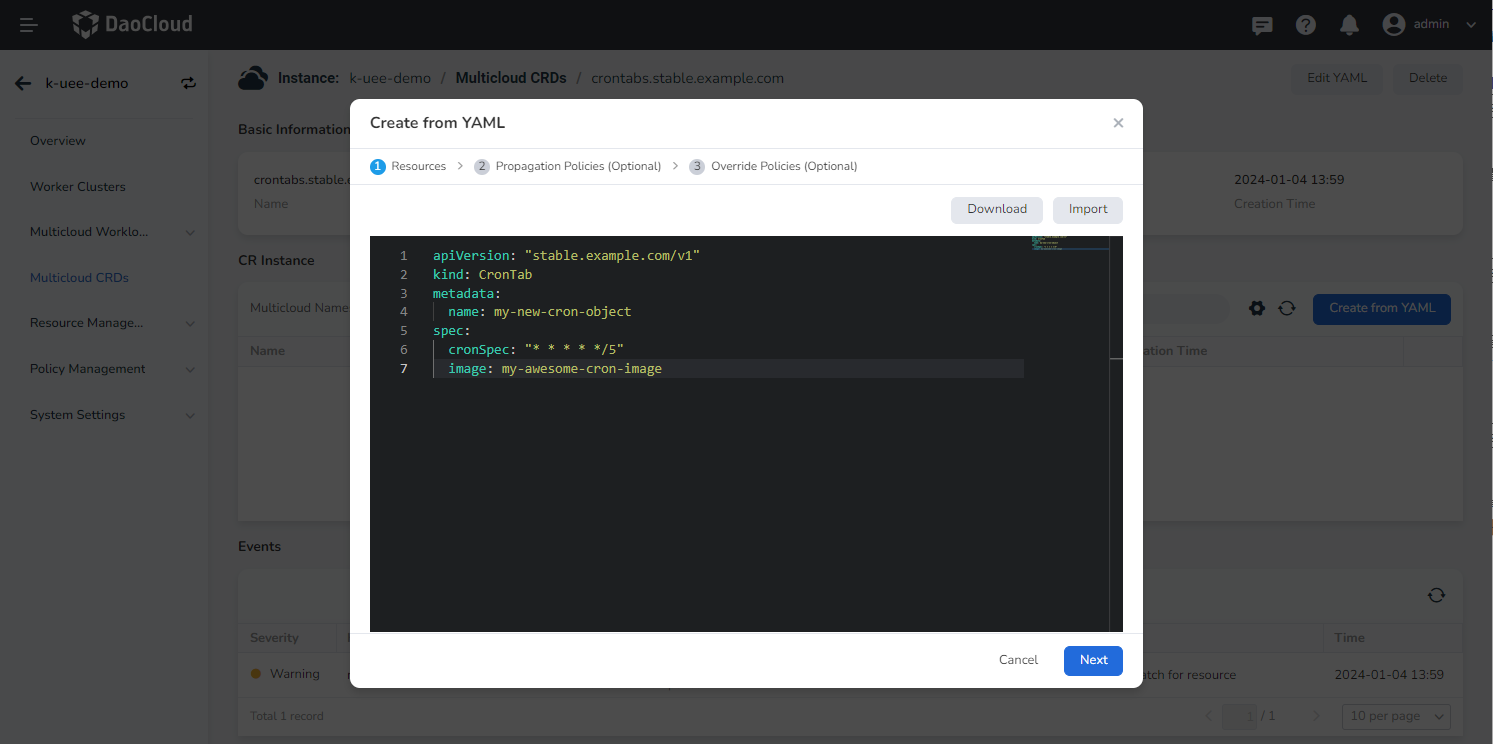 DaoCloud
admin
k-uee-demo
Instance: k-uee-demo / Multicloud CRDs / crontabs.stable.example.com
Edit YAML
Delete
Overview
Worker Clusters
Multicloud Worklo...
Multicloud CRDs
Resource Manage...
Policy Management
System Settings
Basic Information
crontabs.stable.
Name
2024-01-04 13:59
Creation Time
CR Instance
Multicloud Name
Create from YAML
Name
ation Time
Create from YAML
1 Resources > 2 Propagation Policies (Optional) > 3 Override Policies (Optional)
Download
Import
1 apiVersion: "stable.example.com/v1"
2 kind: CronTab
3 metadata:
4 name: my-new-cron-object
5 spec:
6 cronSpec: "* * * * */5"
7 image: my-awesome-cron-image
Cancel
Next
Events
Severity
Time
Warning
atch for resource
2024-01-04 13:59
Total 1 record
1 / 1
10 per page